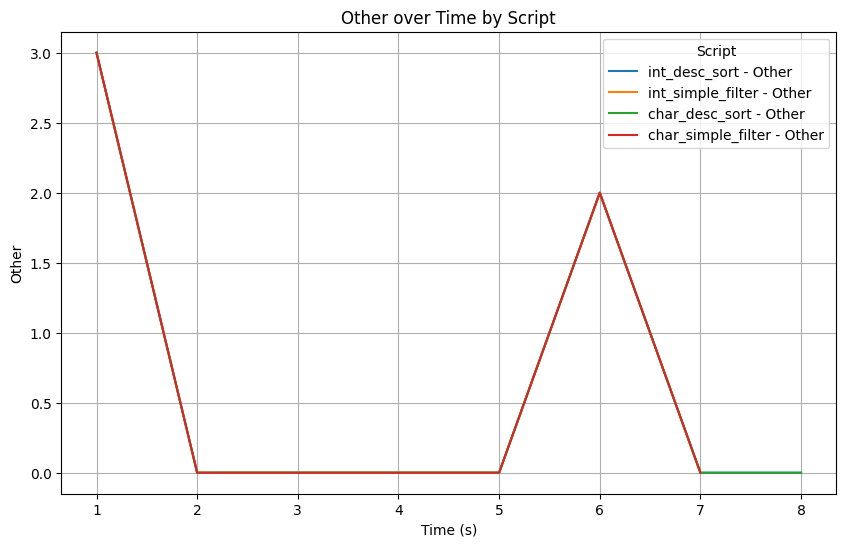 Other over Time by Script
Script
int_desc_sort - Other
int_simple_filter - Other
char_desc_sort - Other
char_simple_filter - Other
3.0
2.5
2.0
1.5
1.0
0.5
0.0
Other
1 2 3 4 5 6 7 8
Time (s)